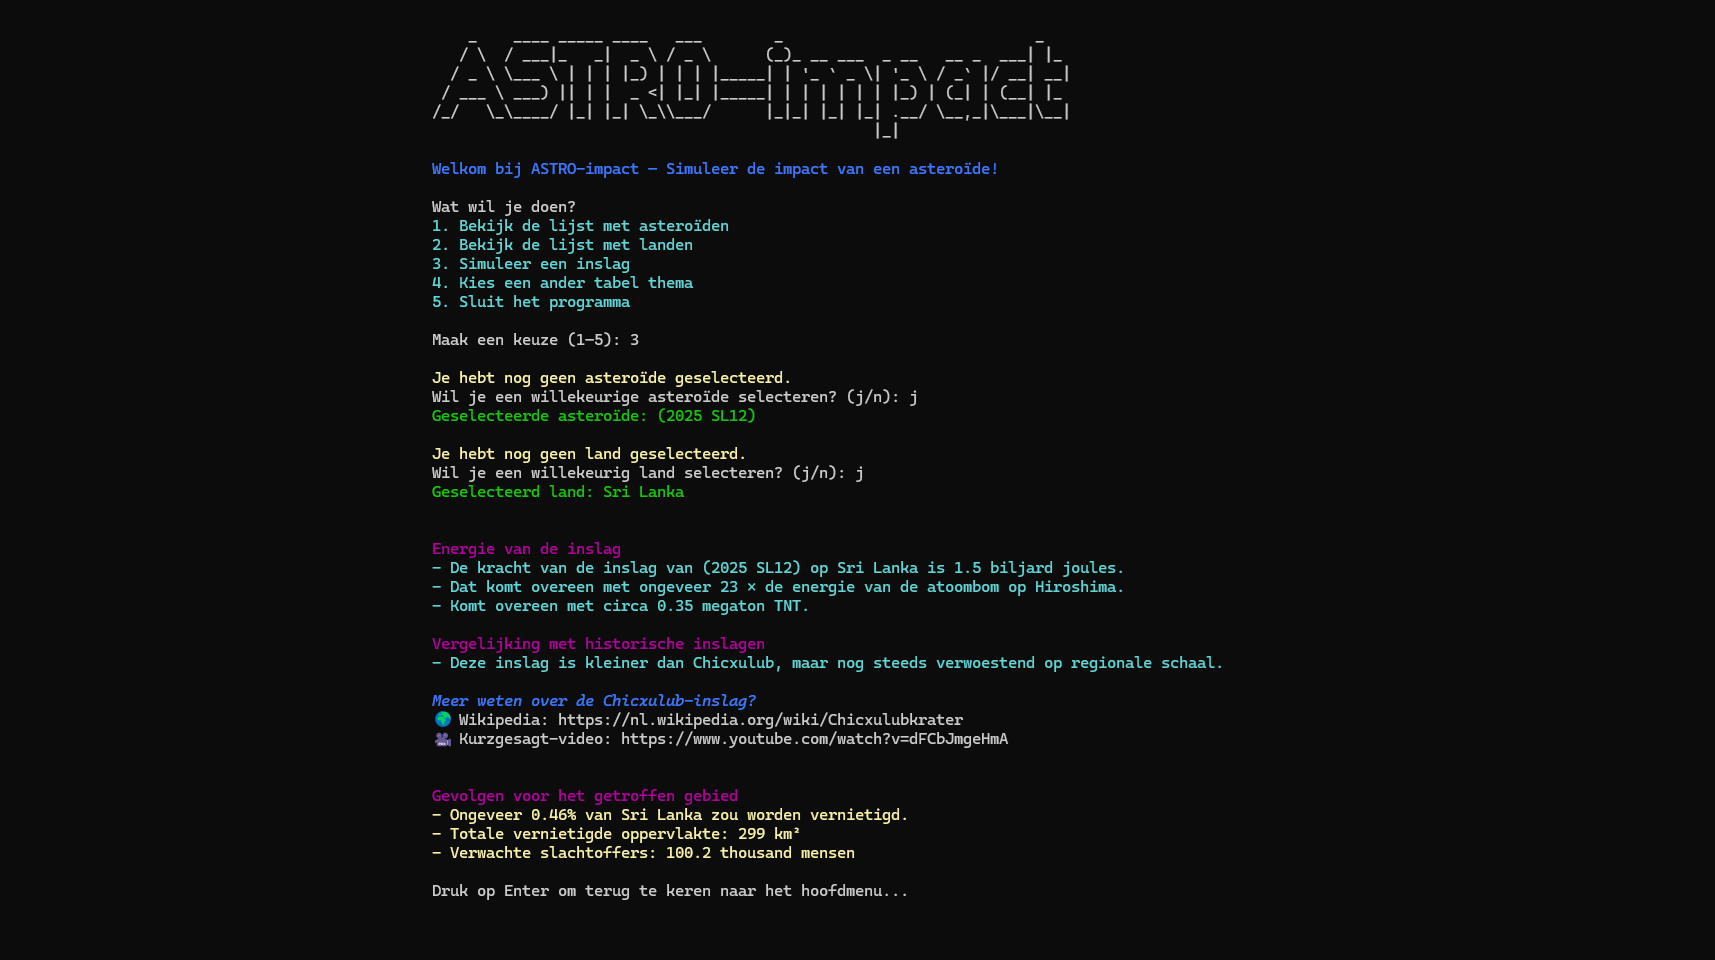 ASTRO-impact
Welkom bij ASTRO-impact — Simuleer de impact van een asteroïde!
Wat wil je doen?
1. Bekijk de lijst met asteroïden
2. Bekijk de lijst met landen
3. Simuleer een inslag
4. Kies een ander tabel thema
5. Sluit het programma
Maak een keuze (1–5): 3
Je hebt nog geen asteroïde geselecteerd.
Wil je een willekeurige asteroïde selecteren? (j/n): j
Geselecteerde asteroïde: (2025 SL12)
Je hebt nog geen land geselecteerd.
Wil je een willekeurig land selecteren? (j/n): j
Geselecteerd land: Sri Lanka
Energie van de inslag
- De kracht van de inslag van (2025 SL12) op Sri Lanka is 1.5 biljard joules.
- Dat komt overeen met ongeveer 23 × de energie van de atoombom op Hiroshima.
- Komt overeen met circa 0.35 megaton TNT.
Vergelijking met historische inslagen
- Deze inslag is kleiner dan Chicxulub, maar nog steeds verwoestend op regionale schaal.
Meer weten over de Chicxulub-inslag?
Wikipedia: https://nl.wikipedia.org/wiki/Chicxulubkrater
Kurzgesagt-video: https://www.youtube.com/watch?v=dFCbJmgeHmA
Gevolgen voor het getroffen gebied
- Ongeveer 0.46% van Sri Lanka zou worden vernietigd.
- Totale vernietigde oppervlakte: 299 km²
- Verwachte slachtoffers: 100.2 thousand mensen
Druk op Enter om terug te keren naar het hoofdmenu...